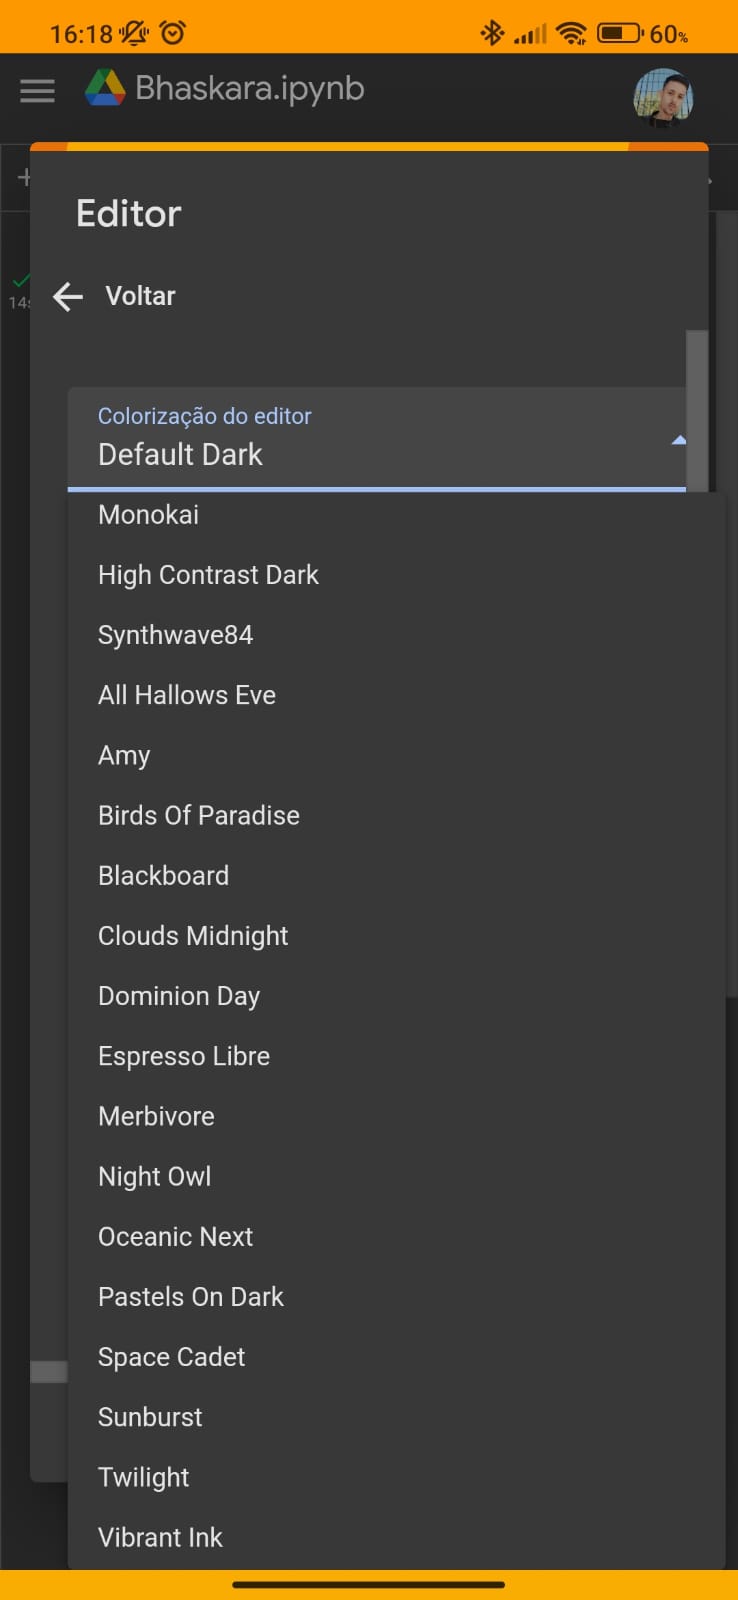 16:18
60%
Bhaskara.ipynb
Editor
14s
Voltar
Colorização do editor
Default Dark
Monokai
High Contrast Dark
Synthwave84
All Hallows Eve
Amy
Birds Of Paradise
Blackboard
Clouds Midnight
Dominion Day
Espresso Libre
Merbivore
Night Owl
Oceanic Next
Pastels On Dark
Space Cadet
Sunburst
Twilight
Vibrant Ink